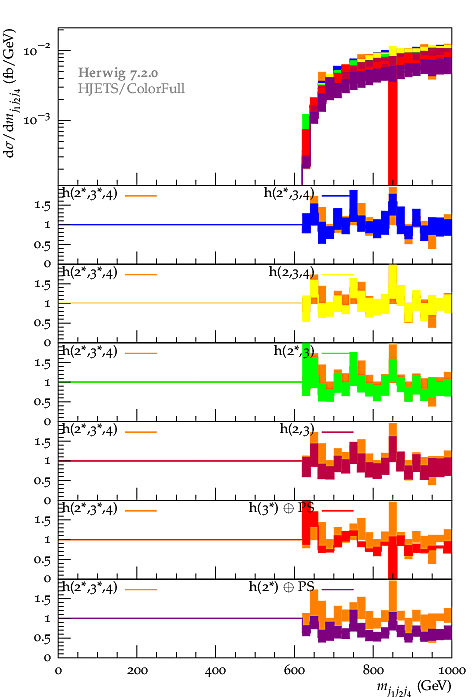 dσ/dm_{j1j2j4} (fb/GeV)
10^{-2}
Herwig 7.2.0
HJETS/ColorFull
10^{-3}
h(2*,3*,4) h(2*,3,4)
1.5
1
0.5
0
h(2*,3*,4) h(2,3,4)
1.5
1
0.5
0
h(2*,3*,4) h(2*,3)
1.5
1
0.5
0
h(2*,3*,4) h(2,3)
1.5
1
0.5
0
h(2*,3*,4) h(3*) ⊕ PS
1.5
1
0.5
0
h(2*,3*,4) h(2*) ⊕ PS
1.5
1
0.5
0
0 200 400 600 800 1000
m_{j1j2j4} (GeV)